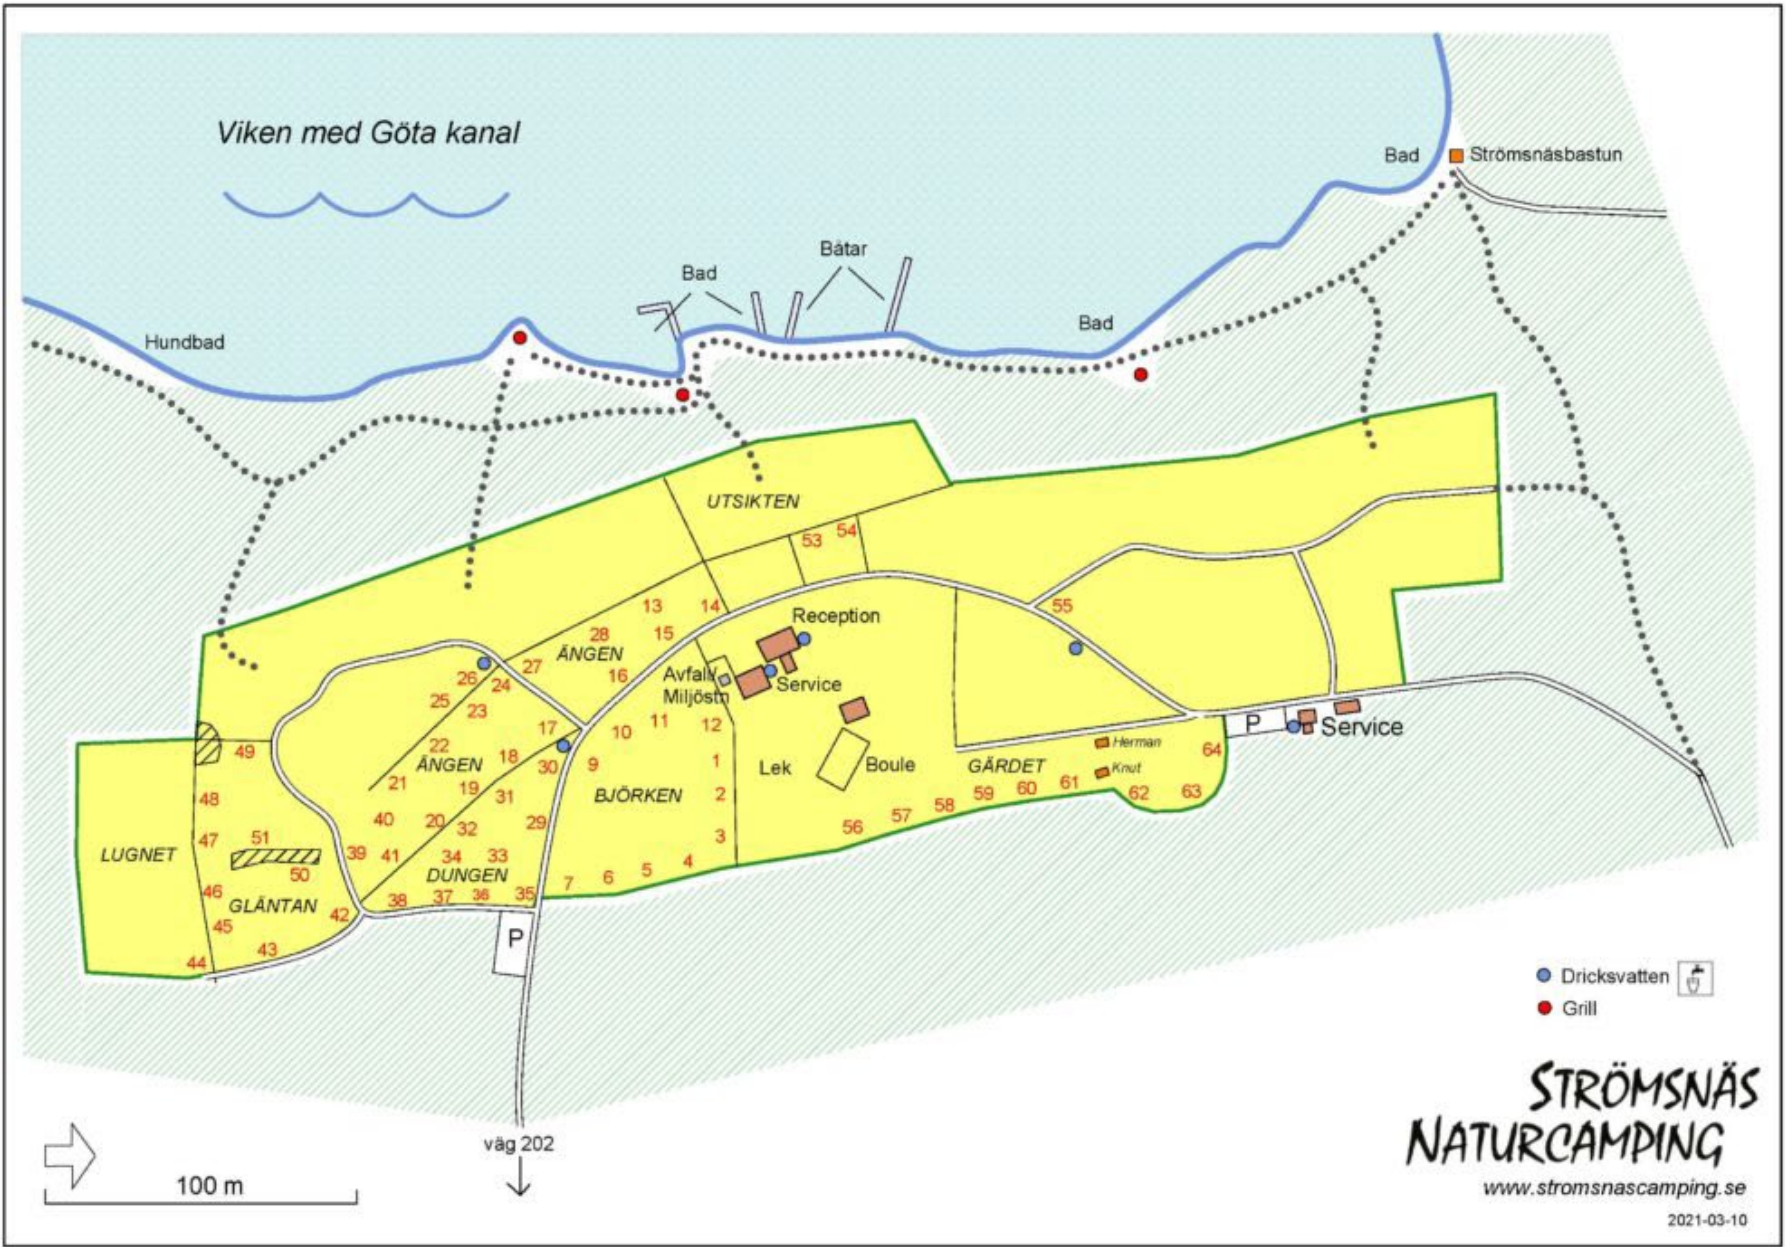 Viken med Göta kanal
Bad
Strömsnäsbastun
Båtar
Bad
Bad
Hundbad
UTSIKTEN
54
53
13
14
55
Reception
28
15
ÄNGEN
27
16
Avfall/
Miljöstn
Service
26
24
25
23
17
10
11
12
P
Service
22
18
49
Herman
64
ÄNGEN
30
9
1
Lek
Boule
GÄRDET
Knut
21
19
31
BJÖRKEN
2
61
60
59
62
63
48
58
40
20
32
29
57
56
47
51
3
LUGNET
39
41
34
33
4
50
DUNGEN
5
6
7
46
GLÄNTAN
38
37
36
35
42
45
43
44
P
Dricksvatten
Grill
väg 202
100 m
STRÖMSNÄS
NATURCAMPING
www.stromsnascamping.se
2021-03-10